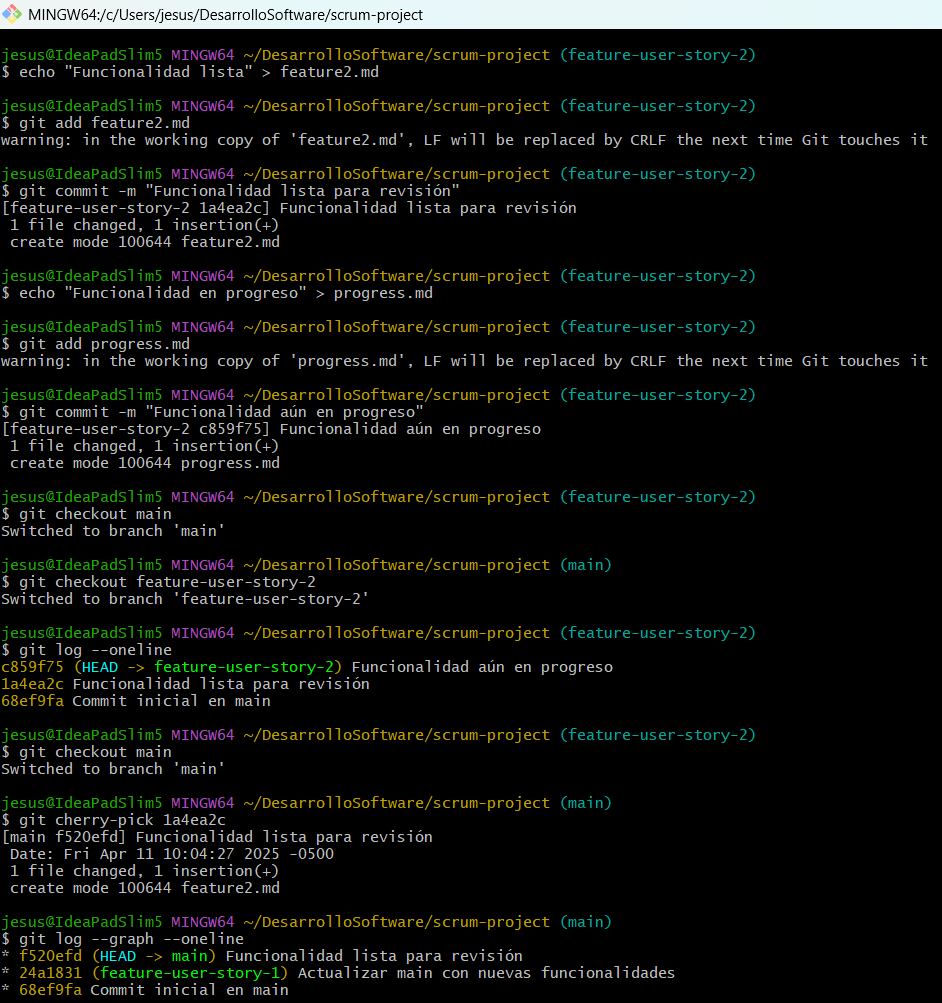 MINGW64:/c/Users/jesus/DesarrolloSoftware/scrum-project
jesus@IdeaPadSlim5 MINGW64 ~/DesarrolloSoftware/scrum-project (feature-user-story-2)
$ echo "Funcionalidad lista" > feature2.md
jesus@IdeaPadSlim5 MINGW64 ~/DesarrolloSoftware/scrum-project (feature-user-story-2)
$ git add feature2.md
warning: in the working copy of 'feature2.md', LF will be replaced by CRLF the next time Git touches it
jesus@IdeaPadSlim5 MINGW64 ~/DesarrolloSoftware/scrum-project (feature-user-story-2)
$ git commit -m "Funcionalidad lista para revisión"
[feature-user-story-2 1a4ea2c] Funcionalidad lista para revisión
 1 file changed, 1 insertion(+)
 create mode 100644 feature2.md
jesus@IdeaPadSlim5 MINGW64 ~/DesarrolloSoftware/scrum-project (feature-user-story-2)
$ echo "Funcionalidad en progreso" > progress.md
jesus@IdeaPadSlim5 MINGW64 ~/DesarrolloSoftware/scrum-project (feature-user-story-2)
$ git add progress.md
warning: in the working copy of 'progress.md', LF will be replaced by CRLF the next time Git touches it
jesus@IdeaPadSlim5 MINGW64 ~/DesarrolloSoftware/scrum-project (feature-user-story-2)
$ git commit -m "Funcionalidad aún en progreso"
[feature-user-story-2 c859f75] Funcionalidad aún en progreso
 1 file changed, 1 insertion(+)
 create mode 100644 progress.md
jesus@IdeaPadSlim5 MINGW64 ~/DesarrolloSoftware/scrum-project (feature-user-story-2)
$ git checkout main
Switched to branch 'main'
jesus@IdeaPadSlim5 MINGW64 ~/DesarrolloSoftware/scrum-project (main)
$ git checkout feature-user-story-2
Switched to branch 'feature-user-story-2'
jesus@IdeaPadSlim5 MINGW64 ~/DesarrolloSoftware/scrum-project (feature-user-story-2)
$ git log --oneline
c859f75 (HEAD -> feature-user-story-2) Funcionalidad aún en progreso
1a4ea2c Funcionalidad lista para revisión
68ef9fa Commit inicial en main
jesus@IdeaPadSlim5 MINGW64 ~/DesarrolloSoftware/scrum-project (feature-user-story-2)
$ git checkout main
Switched to branch 'main'
jesus@IdeaPadSlim5 MINGW64 ~/DesarrolloSoftware/scrum-project (main)
$ git cherry-pick 1a4ea2c
[main f520efd] Funcionalidad lista para revisión
 Date: Fri Apr 11 10:04:27 2025 -0500
 1 file changed, 1 insertion(+)
 create mode 100644 feature2.md
jesus@IdeaPadSlim5 MINGW64 ~/DesarrolloSoftware/scrum-project (main)
$ git log --graph --oneline
* f520efd (HEAD -> main) Funcionalidad lista para revisión
* 24a1831 (feature-user-story-1) Actualizar main con nuevas funcionalidades
* 68ef9fa Commit inicial en main